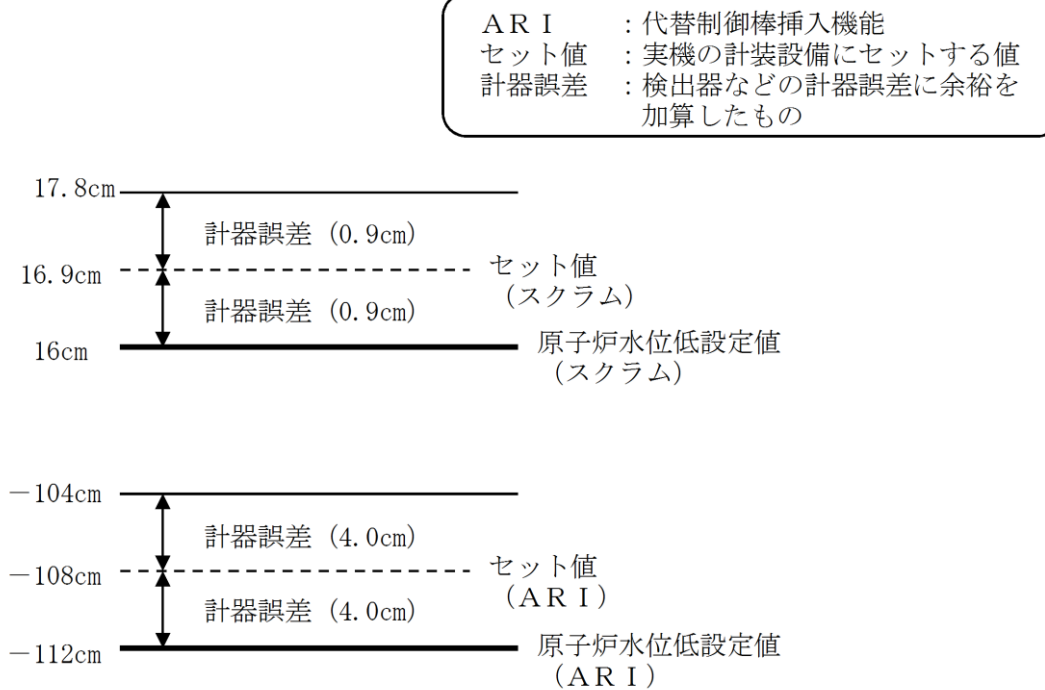 ＡＲＩ　：代替制御棒挿入機能
セット値　：実機の計装設備にセットする値
計器誤差　：検出器などの計器誤差に余裕を
加算したもの
17.8cm
計器誤差 (0.9cm)
16.9cm
セット値
（スクラム）
計器誤差 (0.9cm)
16cm
原子炉水位低設定値
（スクラム）
－104cm
計器誤差 (4.0cm)
－108cm
セット値
（ＡＲＩ）
計器誤差 (4.0cm)
－112cm
原子炉水位低設定値
（ＡＲＩ）